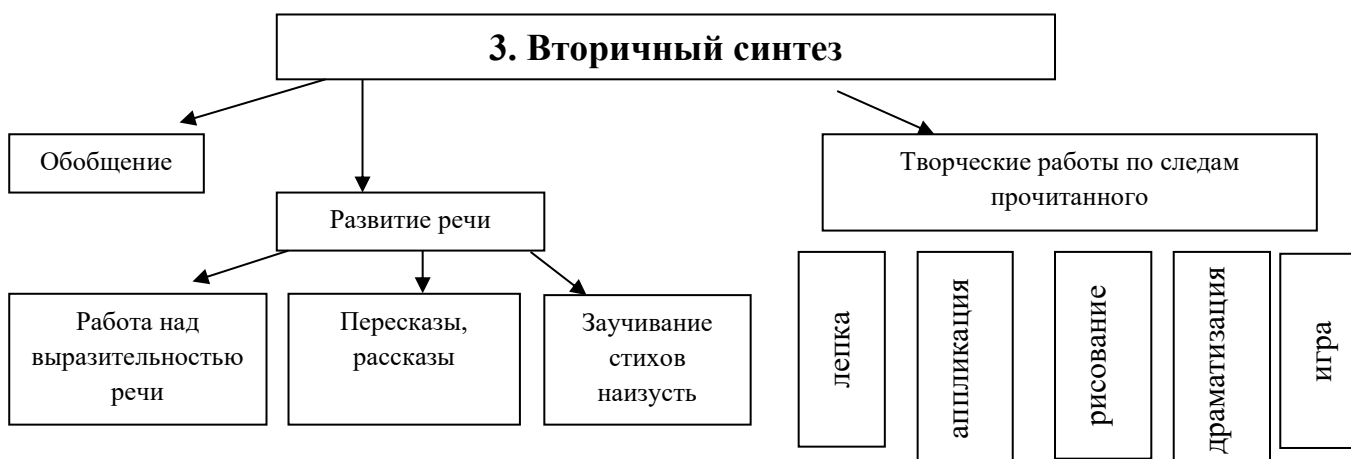 3. Вторичный синтез
Обобщение
Творческие работы по следам
прочитанного
Развитие речи
Работа над
выразительностью
речи
Пересказы,
рассказы
Заучивание
стихов
наизусть
лепка
аппликация
рисование
драматизация
игра